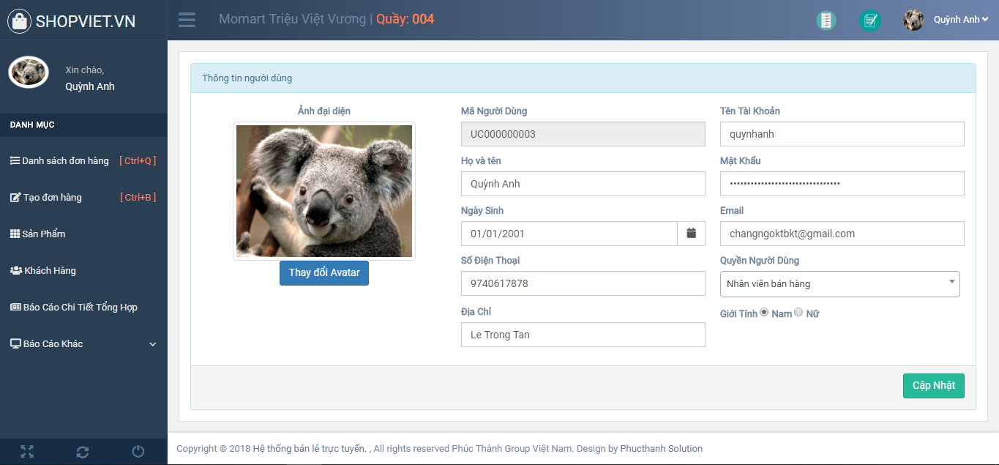 SHOPVIET.VN
Momart Triệu Việt Vương | Quầy: 004
Quỳnh Anh
Xin chào,
Quỳnh Anh
DANH MỤC
Danh sách đơn hàng [ Ctrl+Q ]
Tạo đơn hàng [ Ctrl+B ]
Sản Phẩm
Khách Hàng
Báo Cáo Chi Tiết Tổng Hợp
Báo Cáo Khác
Thông tin người dùng
Ảnh đại diện
Thay đổi Avatar
Mã Người Dùng
UC000000003
Họ và tên
Quỳnh Anh
Ngày Sinh
01/01/2001
Số Điện Thoại
9740617878
Địa Chỉ
Le Trong Tan
Tên Tài Khoản
quynhanh
Mật Khẩu
••••••••••••••••••••••••••••••••
Email
changngoktbkt@gmail.com
Quyền Người Dùng
Nhân viên bán hàng
Giới Tính Nam Nữ
Cập Nhật
Copyright © 2018 Hệ thống bán lẻ trực tuyến. , All rights reserved Phúc Thành Group Việt Nam. Design by Phucthanh Solution